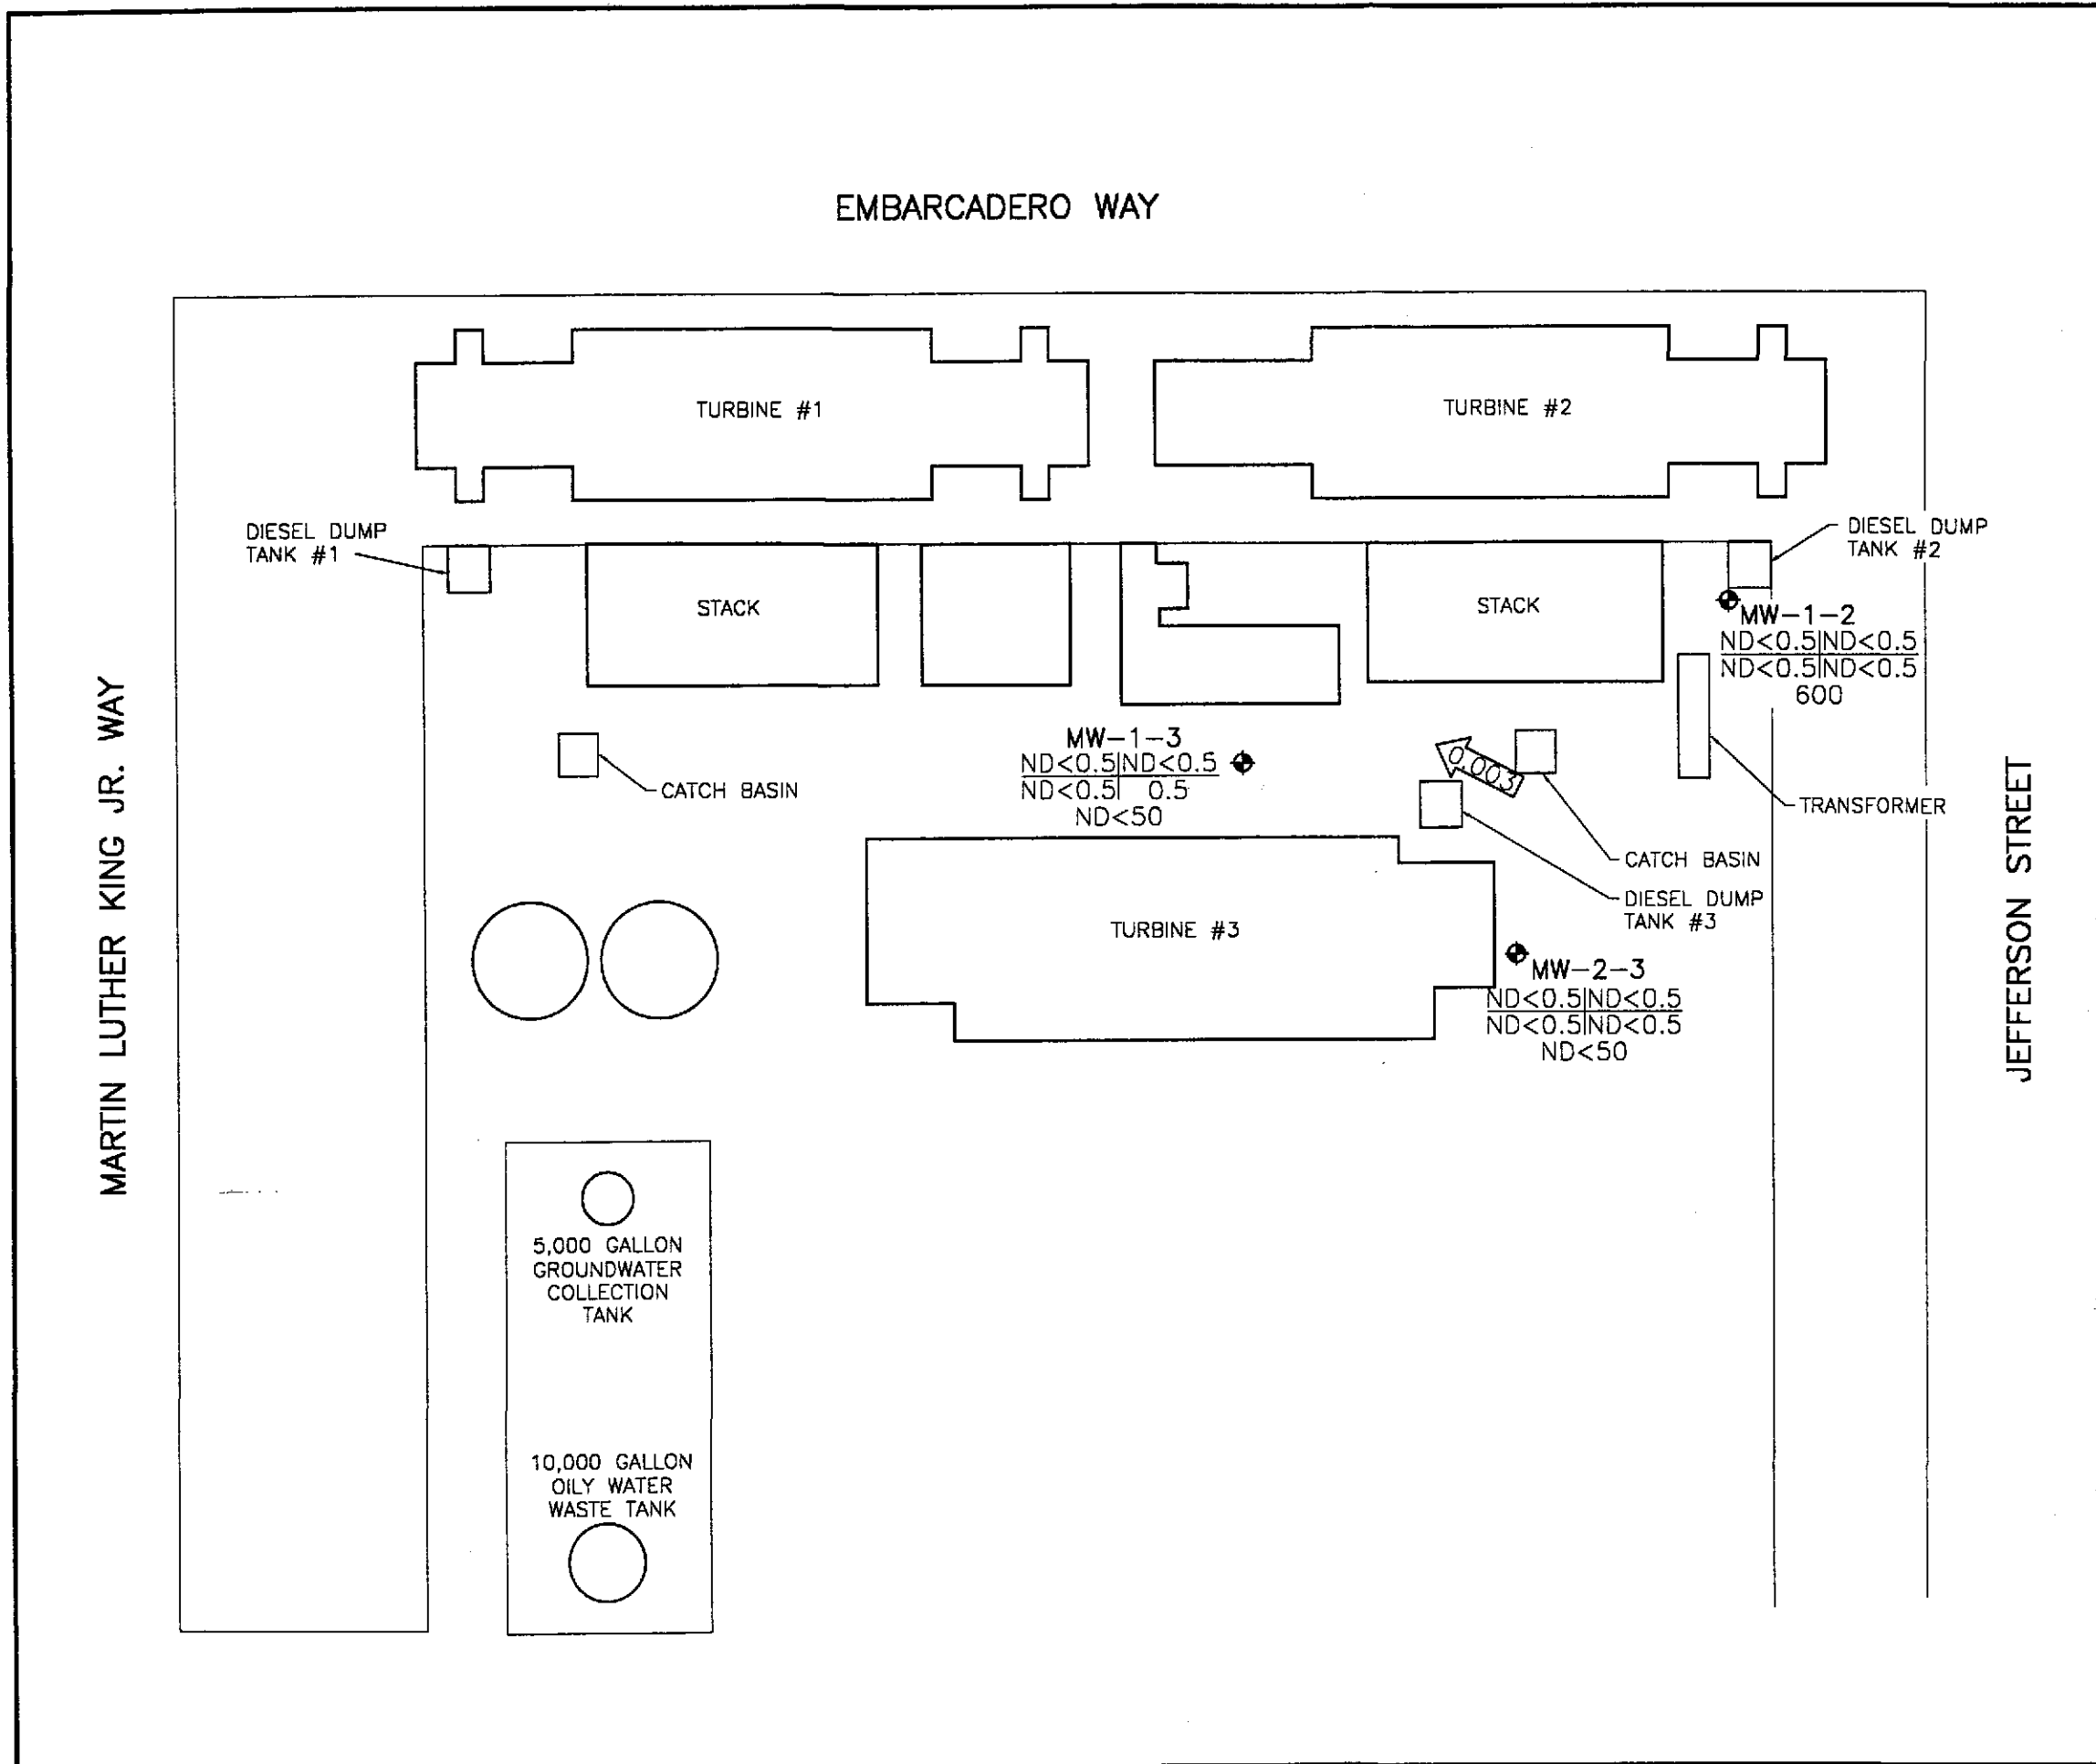 EMBARCADERO WAY
TURBINE #1
TURBINE #2
DIESEL DUMP
TANK #1
DIESEL DUMP
TANK #2
STACK
STACK
MW-1-2
ND<0.5|ND<0.5
ND<0.5|ND<0.5
600
MARTIN LUTHER KING JR. WAY
JEFFERSON STREET
MW-1-3
ND<0.5|ND<0.5
ND<0.5| 0.5
ND<50
0.003
CATCH BASIN
TRANSFORMER
CATCH BASIN
DIESEL DUMP
TANK #3
TURBINE #3
MW-2-3
ND<0.5|ND<0.5
ND<0.5|ND<0.5
ND<50
5,000 GALLON
GROUNDWATER
COLLECTION
TANK
10,000 GALLON
OILY WATER
WASTE TANK